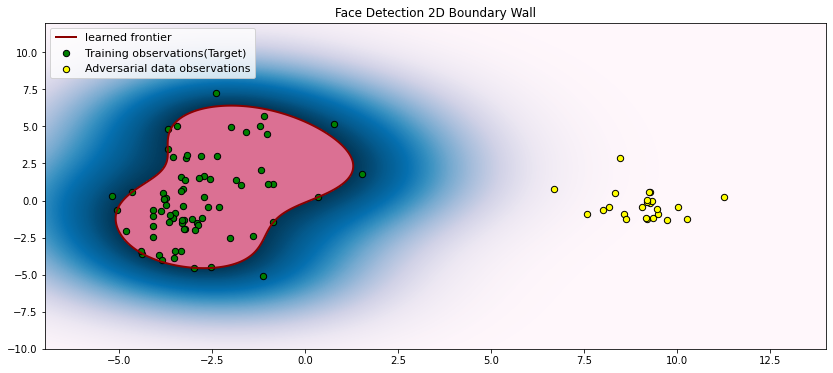 Face Detection 2D Boundary Wall
learned frontier
Training observations(Target)
Adversarial data observations
10.0
7.5
5.0
2.5
0.0
−2.5
−5.0
−7.5
−10.0
−5.0 −2.5 0.0 2.5 5.0 7.5 10.0 12.5